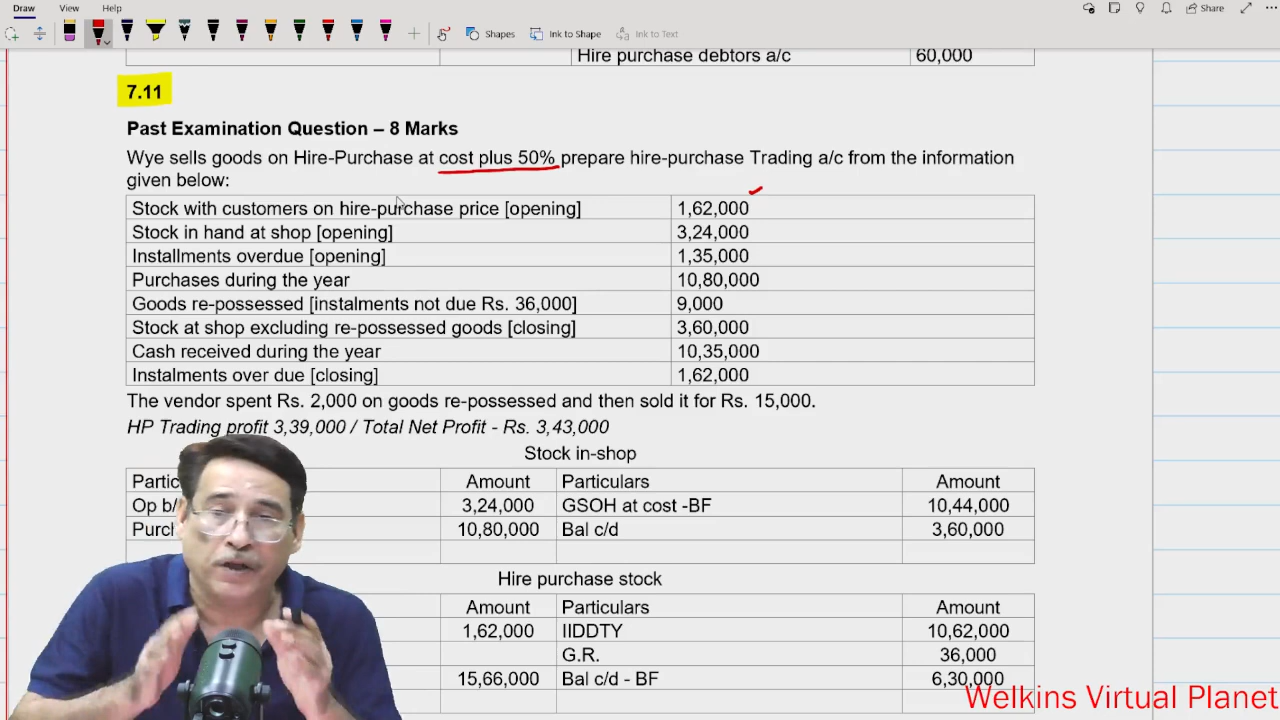 Draw View Help Share
Shapes Ink to Shape Ink to Text
Hire purchase debtors a/c 60,000
7.11
Past Examination Question – 8 Marks
Wye sells goods on Hire-Purchase at cost plus 50% prepare hire-purchase Trading a/c from the information
given below:
Stock with customers on hire-purchase price [opening] 1,62,000
Stock in hand at shop [opening] 3,24,000
Installments overdue [opening] 1,35,000
Purchases during the year 10,80,000
Goods re-possessed [instalments not due Rs. 36,000] 9,000
Stock at shop excluding re-possessed goods [closing] 3,60,000
Cash received during the year 10,35,000
Instalments over due [closing] 1,62,000
The vendor spent Rs. 2,000 on goods re-possessed and then sold it for Rs. 15,000.
HP Trading profit 3,39,000 / Total Net Profit - Rs. 3,43,000
Stock in-shop
Amount Particulars Amount
3,24,000 GSOH at cost -BF 10,44,000
10,80,000 Bal c/d 3,60,000
Hire purchase stock
Amount Particulars Amount
1,62,000 IIDDTY 10,62,000
G.R. 36,000
15,66,000 Bal c/d - BF 6,30,000
Welkins Virtual Planet